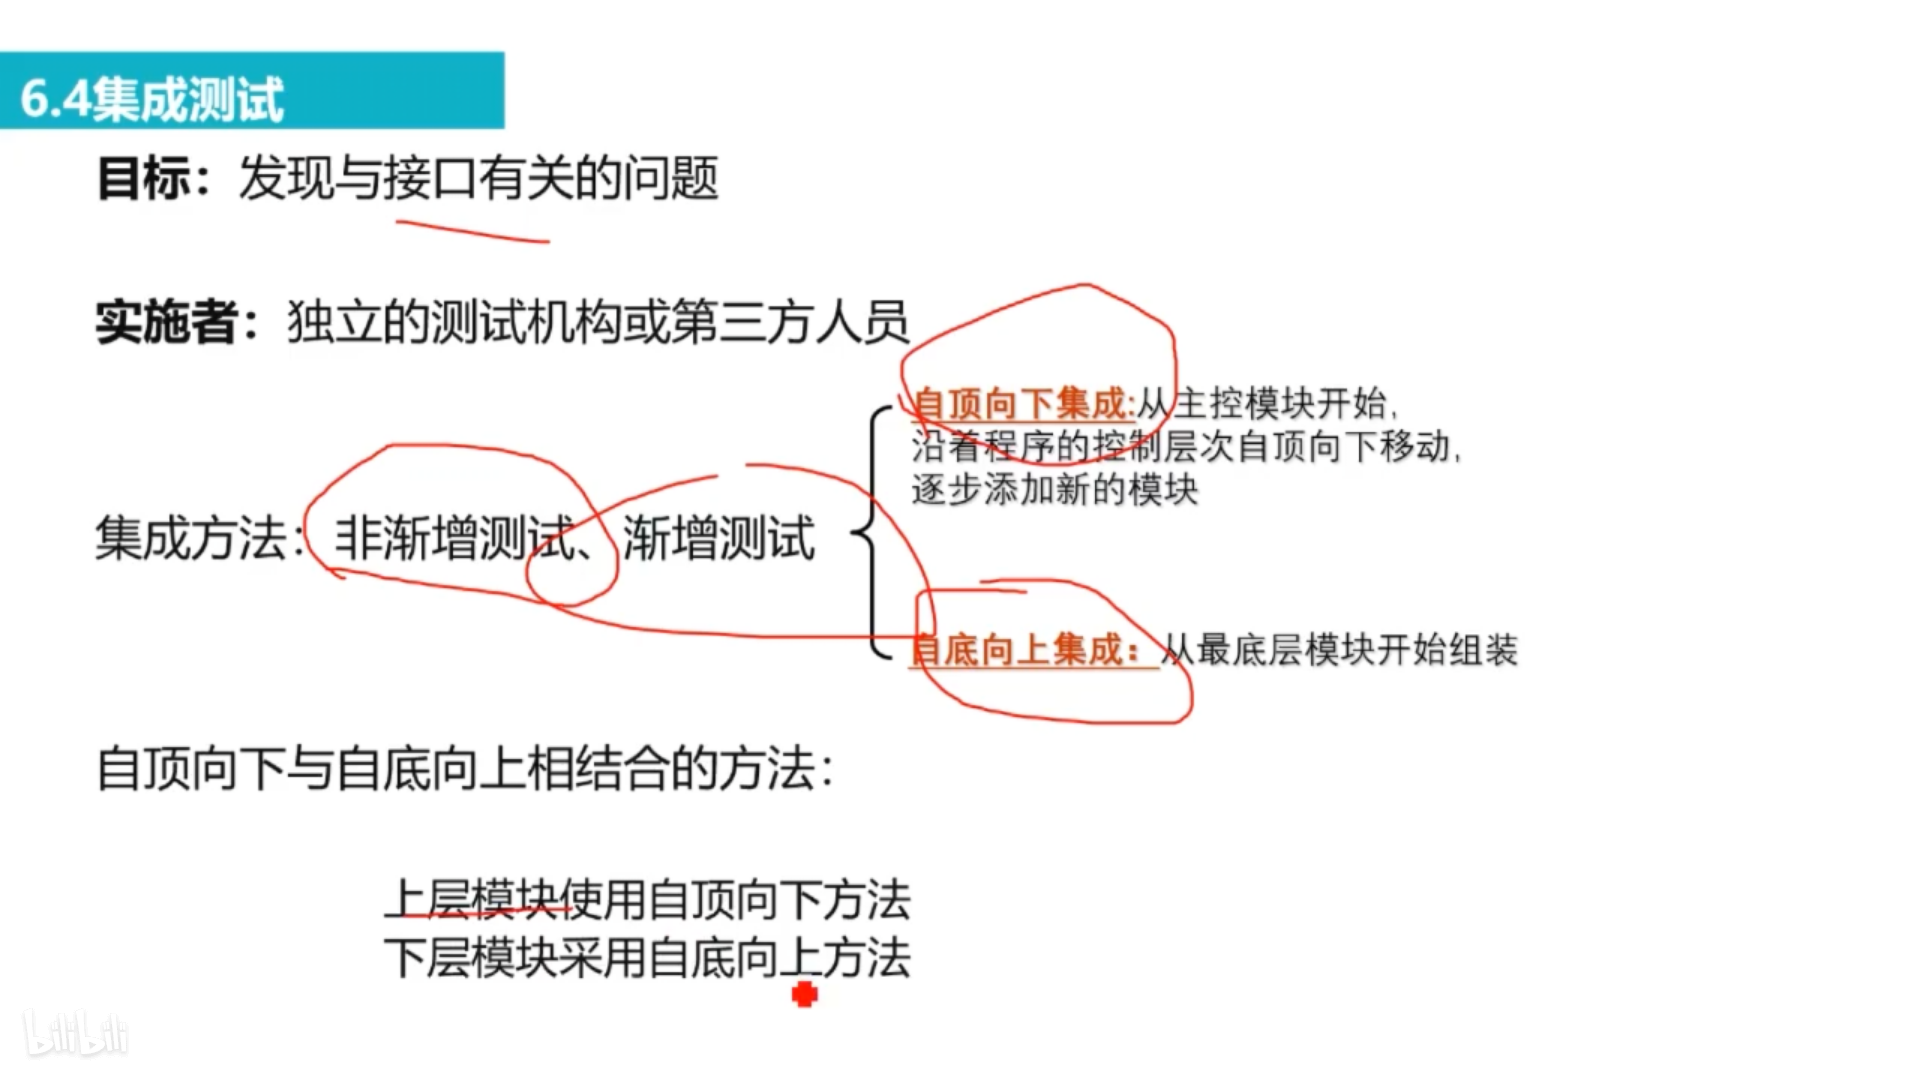 6.4集成测试
目标：发现与接口有关的问题
实施者：独立的测试机构或第三方人员
集成方法：非渐增测试、渐增测试
自顶向下集成:从主控模块开始,
沿着程序的控制层次自顶向下移动,
逐步添加新的模块
自底向上集成：从最底层模块开始组装
自顶向下与自底向上相结合的方法：
上层模块使用自顶向下方法
下层模块采用自底向上方法
bilibili